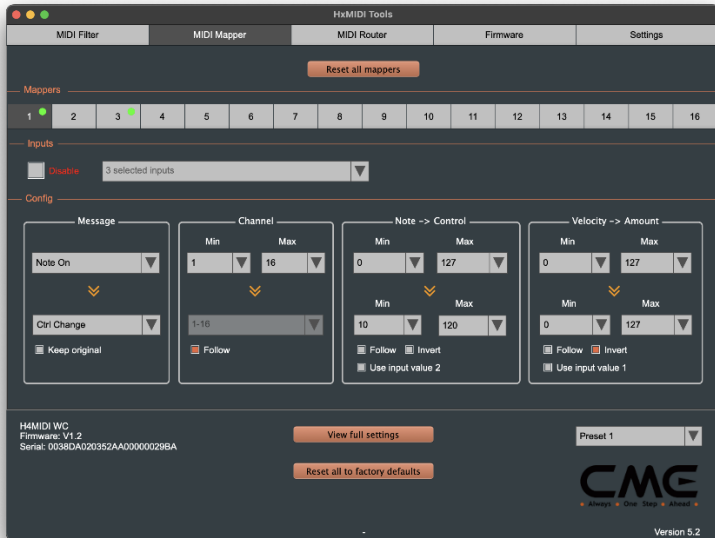 HxMIDI Tools
MIDI Filter MIDI Mapper MIDI Router Firmware Settings
Reset all mappers
Mappers
1 2 3 4 5 6 7 8 9 10 11 12 13 14 15 16
Inputs
Disable 3 selected inputs
Config
Message Channel Note -> Control Velocity -> Amount
Min Max Min Max Min Max
Note On 1 16 0 127 0 127
Min Max Min Max
Ctrl Change 1-16 10 120 0 127
Keep original Follow Follow Invert Follow Invert
Use input value 2 Use input value 1
H4MIDI WC
Firmware: V1.2
Serial: 0038DA020352AA00000029BA
View full settings
Preset 1
Reset all to factory defaults
CME
Always One Step Ahead
-
Version 5.2